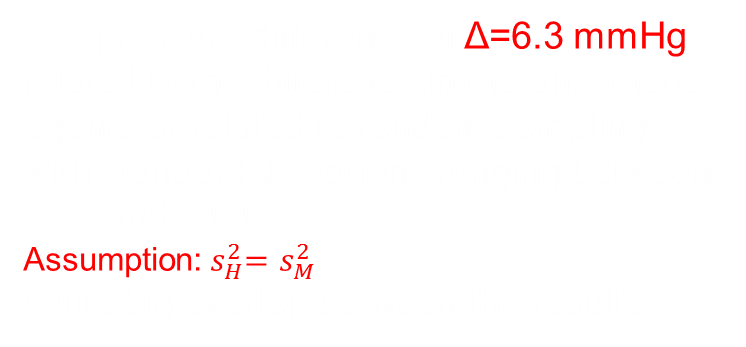 Δ=6.3 mmHg
Assumption: $s_H^2 = s_M^2$